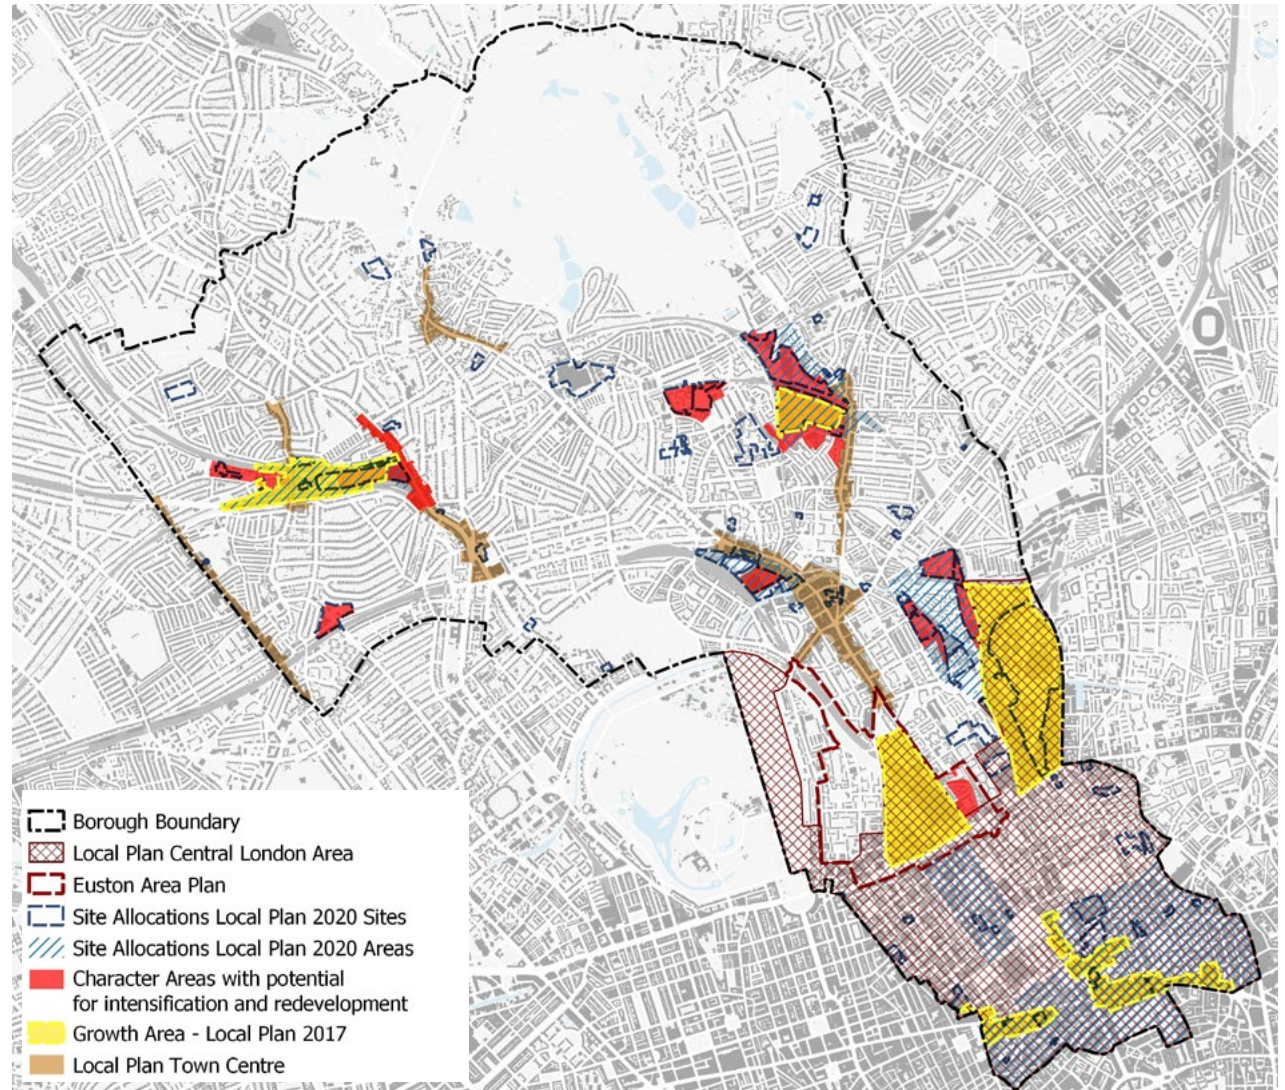 Borough Boundary
Local Plan Central London Area
Euston Area Plan
Site Allocations Local Plan 2020 Sites
Site Allocations Local Plan 2020 Areas
Character Areas with potential
for intensification and redevelopment
Growth Area - Local Plan 2017
Local Plan Town Centre